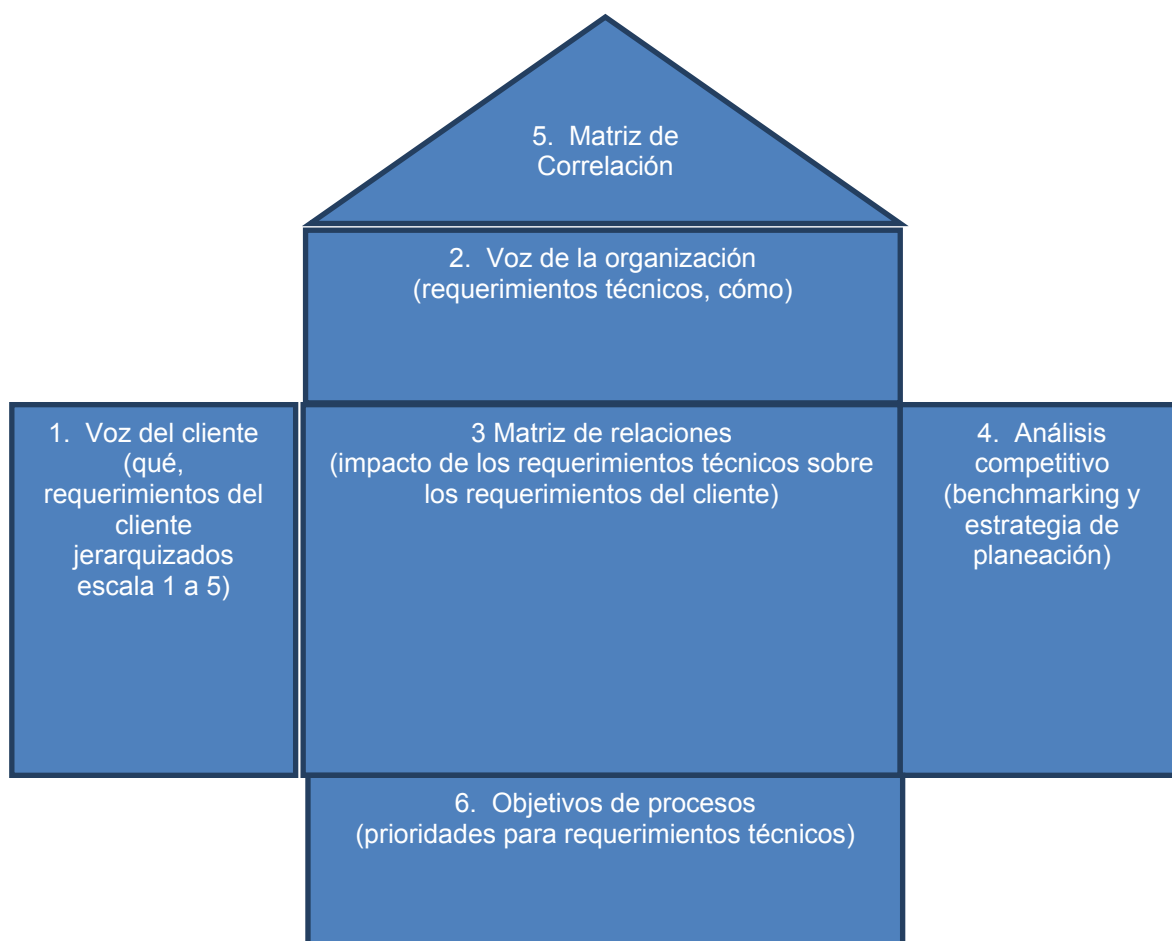 5. Matriz de
Correlación
2. Voz de la organización
(requerimientos técnicos, cómo)
1. Voz del cliente
(qué,
requerimientos del
cliente
jerarquizados
escala 1 a 5)
3 Matriz de relaciones
(impacto de los requerimientos técnicos sobre
los requerimientos del cliente)
4. Análisis
competitivo
(benchmarking y
estrategia de
planeación)
6. Objetivos de procesos
(prioridades para requerimientos técnicos)